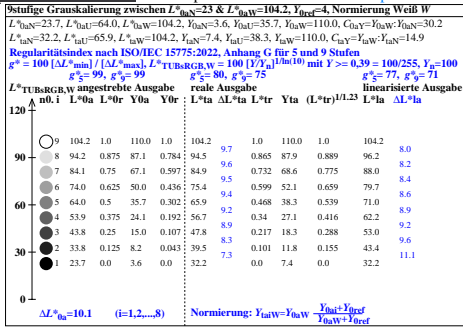 9stufige Grauskalierung zwischen L*0aN=23 & L*0aW=104.2, Y0ref=4, Normierung Weiß W
L*0aN=23.7, L*0aU=64.0, L*0aW=104.2, Y0aN=3.6, Y0aU=35.7, Y0aW=110.0, C0aY=Y0aW:Y0aN=30.2
L*taN=32.2, L*taU=65.9, L*taW=104.2, YtaN=7.4, YtaU=38.3, YtaW=110.0, CtaY=YtaW:YtaN=14.9
Regularitätsindex nach ISO/IEC 15775:2022, Anhang G für 5 und 9 Stufen
g* = 100 [ΔL*min] / [ΔL*max], L*TUBsRGB,W = 100 [Y/Yn]1/ln(10) mit Y <= 0,39 = 100/255, Yn=100
g*5= 99, g*9= 99 g*5= 80, g*9= 75 g*5= 77, g*9= 71
L*TUBsRGB,W angestrebte Ausgabe reale Ausgabe linearisierte Ausgabe
n0. i L*0a L*0r Y0a Y0r L*ta ΔL*ta L*tr Yta (L*tr)1/1.23 L*la ΔL*la
120
9 104.2 1.0 110.0 1.0 104.2 1.0 110.0 1.0 104.2
9.7 8.0
8 94.2 0.875 87.1 0.784 94.5 0.865 87.9 0.889 96.2
9.6 8.2
90
7 84.1 0.75 67.1 0.597 84.9 0.732 68.6 0.775 88.0
9.5 8.4
6 74.0 0.625 50.0 0.436 75.4 0.599 52.1 0.659 79.7
9.4 8.6
60
5 64.0 0.5 35.7 0.302 65.9 0.468 38.3 0.539 71.0
9.2 8.9
4 53.9 0.375 24.1 0.192 56.7 0.34 27.1 0.416 62.2
8.9 9.2
3 43.8 0.25 15.0 0.107 47.8 0.217 18.3 0.288 53.0
8.3 9.6
30
2 33.8 0.125 8.2 0.043 39.5 0.101 11.8 0.155 43.4
7.3 11.1
1 23.7 0.0 3.6 0.0 32.2 0.0 7.4 0.0 32.2
0
ΔL*0a=10.1 (i=1,2,...,8) Normierung: YtaiW=Y0aW Y0ai+Y0ref
Y0aW+Y0ref